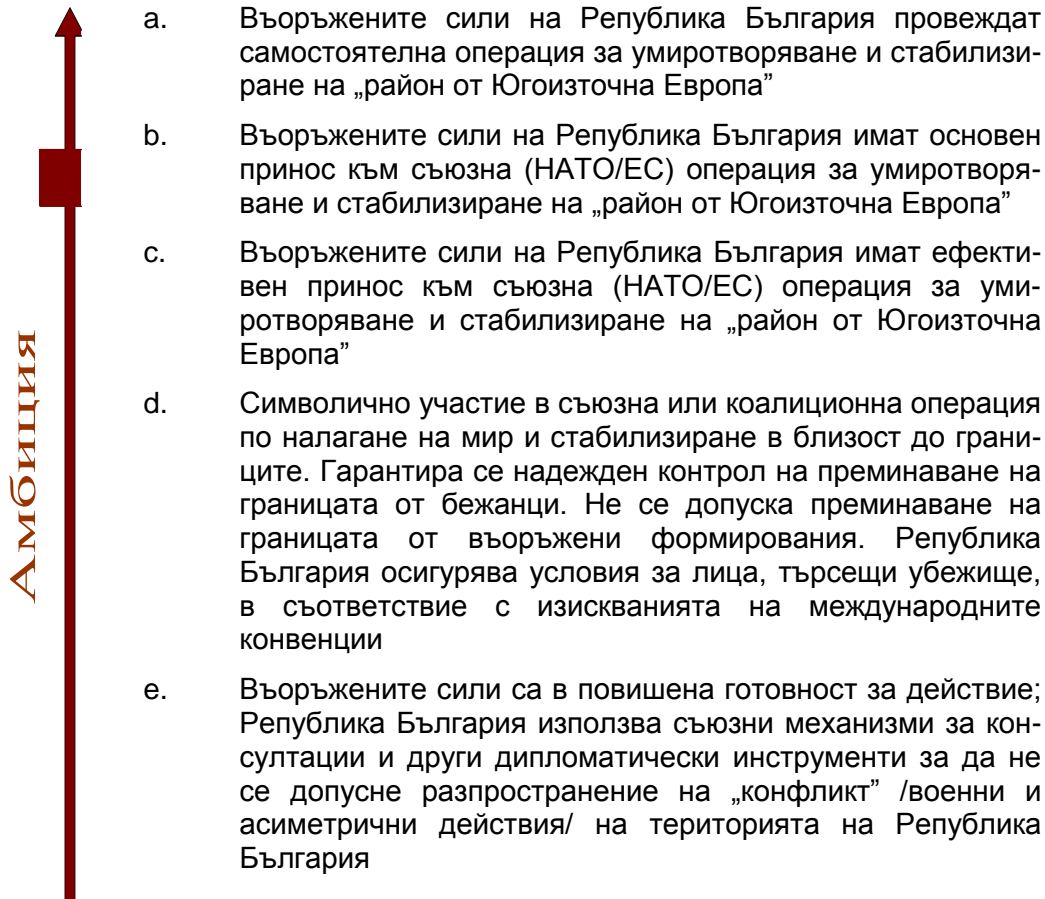 a. Въоръжените сили на Република България провеждат
самостоятелна операция за умиротворяване и стабилизи-
ране на „район от Югоизточна Европа”
b. Въоръжените сили на Република България имат основен
принос към съюзна (НАТО/ЕС) операция за умиротворя-
ване и стабилизиране на „район от Югоизточна Европа”
c. Въоръжените сили на Република България имат ефекти-
вен принос към съюзна (НАТО/ЕС) операция за уми-
ротворяване и стабилизиране на „район от Югоизточна
Европа”
d. Символично участие в съюзна или коалиционна операция
по налагане на мир и стабилизиране в близост до грани-
ците. Гарантира се надежден контрол на преминаване на
границата от бежанци. Не се допуска преминаване на
границата от въоръжени формирования. Република
България осигурява условия за лица, търсещи убежище,
в съответствие с изискванията на международните
конвенции
e. Въоръжените сили са в повишена готовност за действие;
Република България използва съюзни механизми за кон-
султации и други дипломатически инструменти за да не
се допусне разпространение на „конфликт” /военни и
асиметрични действия/ на територията на Република
България
Амбиция